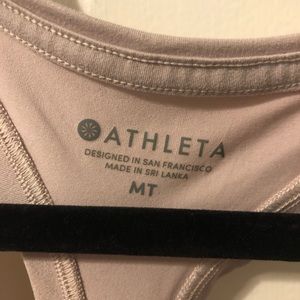 ATHLETA
DESIGNED IN SAN FRANCISCO
MADE IN SRI LANKA
MT